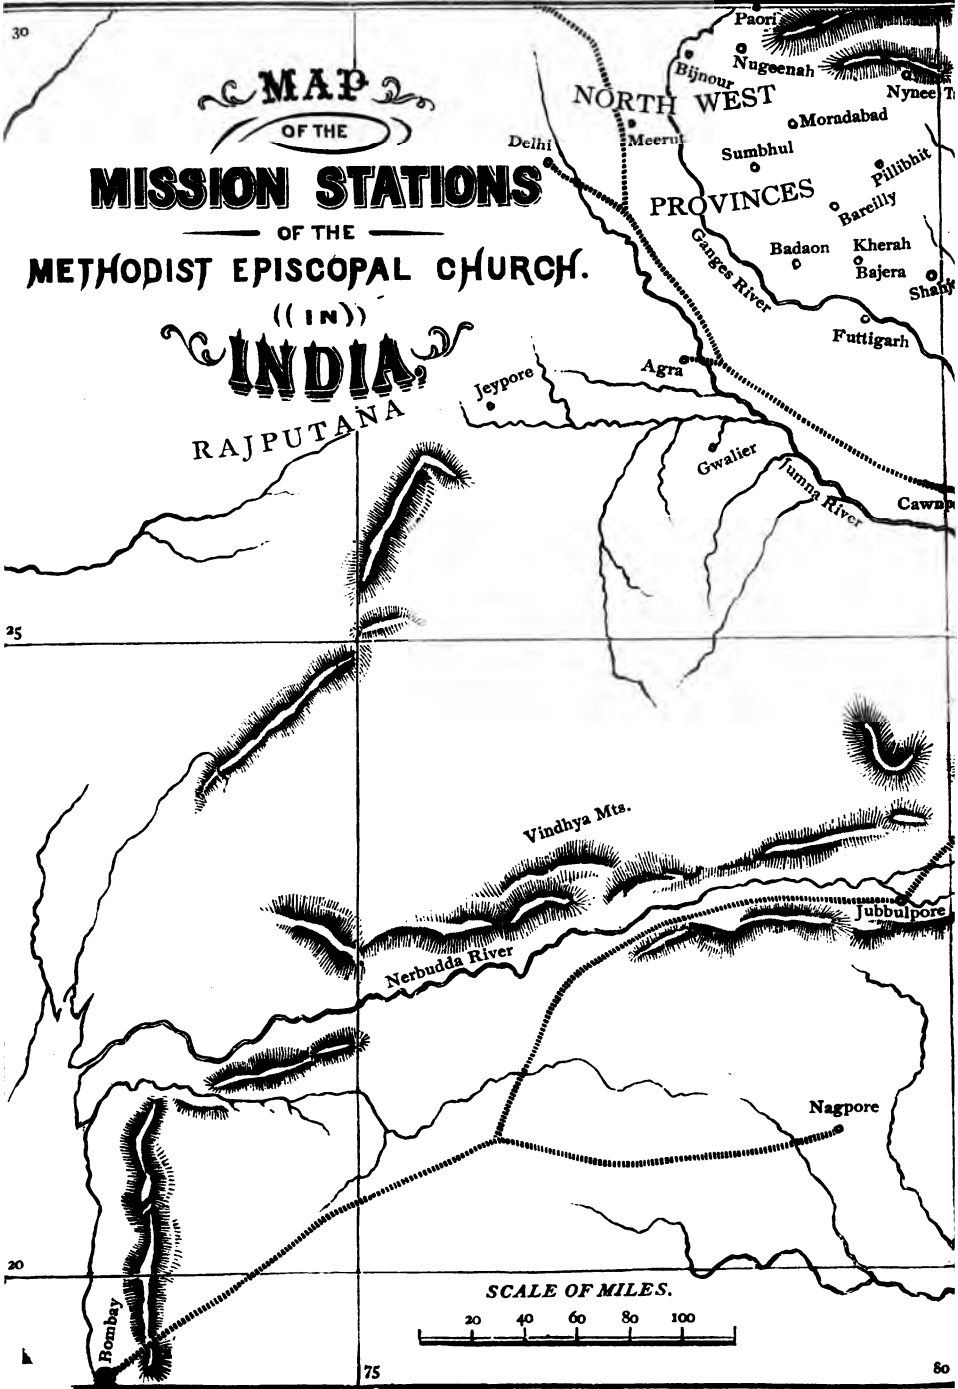 30
MAP
OF THE
MISSION STATIONS
OF THE
METHODIST EPISCOPAL CHURCH.
((IN))
INDIA,
RAJPUTANA
Paori
Nugeenah
Bijnour
Nynee
NORTH WEST
PROVINCES
Moradabad
Meerut
Delhi
Sumbhul
Pillibhit
Bareilly
Badaon
Kherah
Bajera
Ganges River
Futtigarh
Agra
Jeypore
Gwalier
Jumna River
25
Vindhya Mts.
Jubbulpore
Nerbudda River
Nagpore
20
Bombay
SCALE OF MILES.
20 40 60 80 100
75
80